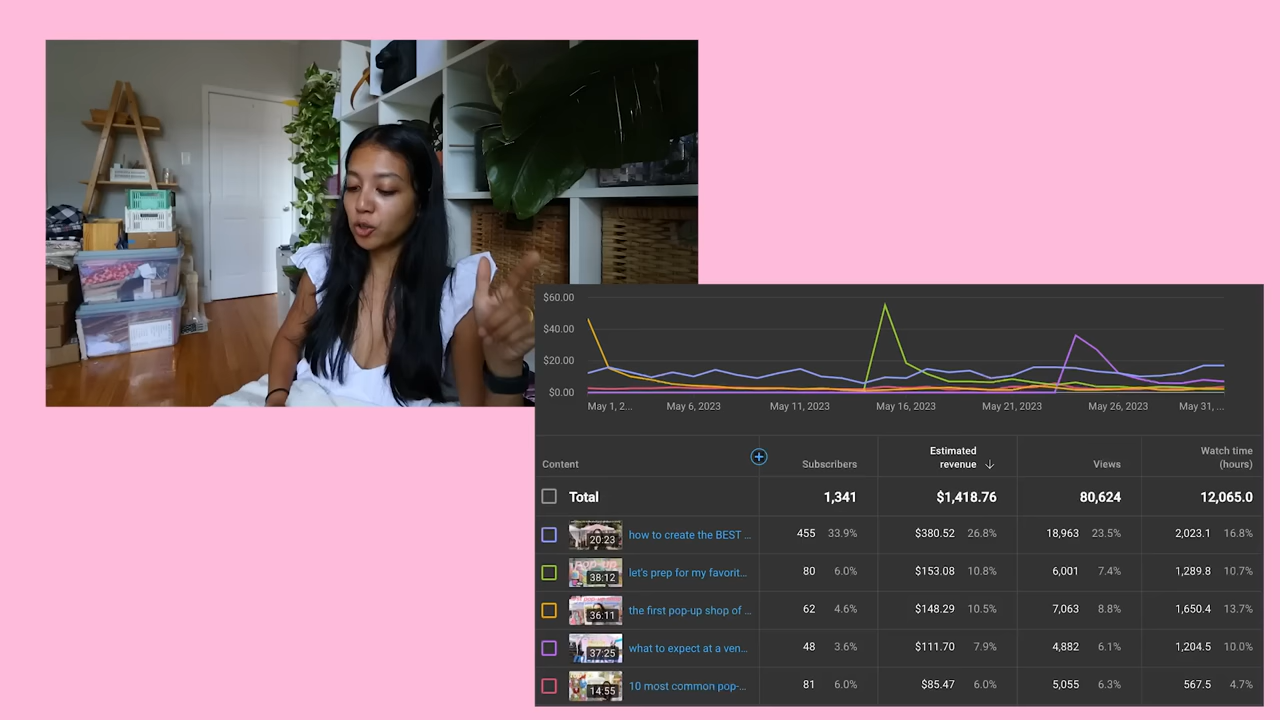 $60.00
$40.00
$20.00
$0.00
May 1, 2... May 6, 2023 May 11, 2023 May 16, 2023 May 21, 2023 May 26, 2023 May 31, ...
Content Subscribers Estimated revenue ↓ Views Watch time (hours)
Total 1,341 $1,418.76 80,624 12,065.0
20:23 how to create the BEST ... 455 33.9% $380.52 26.8% 18,963 23.5% 2,023.1 16.8%
38:12 let's prep for my favorit... 80 6.0% $153.08 10.8% 6,001 7.4% 1,289.8 10.7%
36:11 the first pop-up shop of ... 62 4.6% $148.29 10.5% 7,063 8.8% 1,650.4 13.7%
37:25 what to expect at a ven... 48 3.6% $111.70 7.9% 4,882 6.1% 1,204.5 10.0%
14:55 10 most common pop-... 81 6.0% $85.47 6.0% 5,055 6.3% 567.5 4.7%